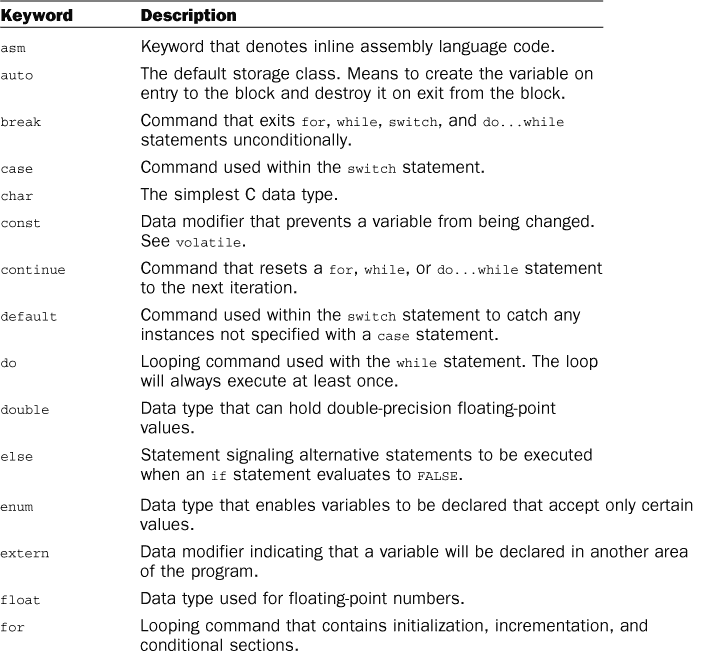 Keyword Description
asm Keyword that denotes inline assembly language code.
auto The default storage class. Means to create the variable on
entry to the block and destroy it on exit from the block.
break Command that exits for, while, switch, and do...while
statements unconditionally.
case Command used within the switch statement.
char The simplest C data type.
const Data modifier that prevents a variable from being changed.
See volatile.
continue Command that resets a for, while, or do...while statement
to the next iteration.
default Command used within the switch statement to catch any
instances not specified with a case statement.
do Looping command used with the while statement. The loop
will always execute at least once.
double Data type that can hold double-precision floating-point
values.
else Statement signaling alternative statements to be executed
when an if statement evaluates to FALSE.
enum Data type that enables variables to be declared that accept only certain
values.
extern Data modifier indicating that a variable will be declared in another area
of the program.
float Data type used for floating-point numbers.
for Looping command that contains initialization, incrementation, and
conditional sections.